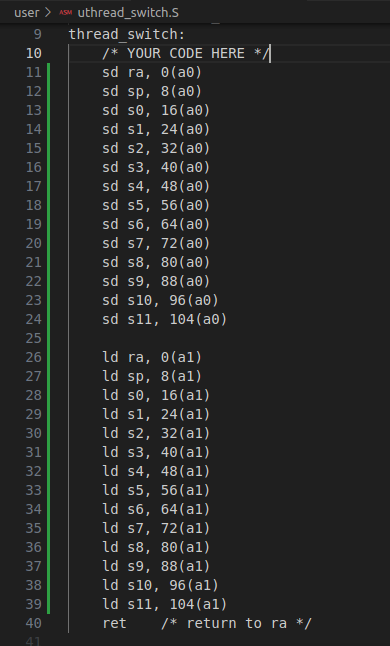 user > ASM uthread_switch.S
9 thread_switch:
10 /* YOUR CODE HERE */
11 sd ra, 0(a0)
12 sd sp, 8(a0)
13 sd s0, 16(a0)
14 sd s1, 24(a0)
15 sd s2, 32(a0)
16 sd s3, 40(a0)
17 sd s4, 48(a0)
18 sd s5, 56(a0)
19 sd s6, 64(a0)
20 sd s7, 72(a0)
21 sd s8, 80(a0)
22 sd s9, 88(a0)
23 sd s10, 96(a0)
24 sd s11, 104(a0)
25
26 ld ra, 0(a1)
27 ld sp, 8(a1)
28 ld s0, 16(a1)
29 ld s1, 24(a1)
30 ld s2, 32(a1)
31 ld s3, 40(a1)
32 ld s4, 48(a1)
33 ld s5, 56(a1)
34 ld s6, 64(a1)
35 ld s7, 72(a1)
36 ld s8, 80(a1)
37 ld s9, 88(a1)
38 ld s10, 96(a1)
39 ld s11, 104(a1)
40 ret /* return to ra */
41